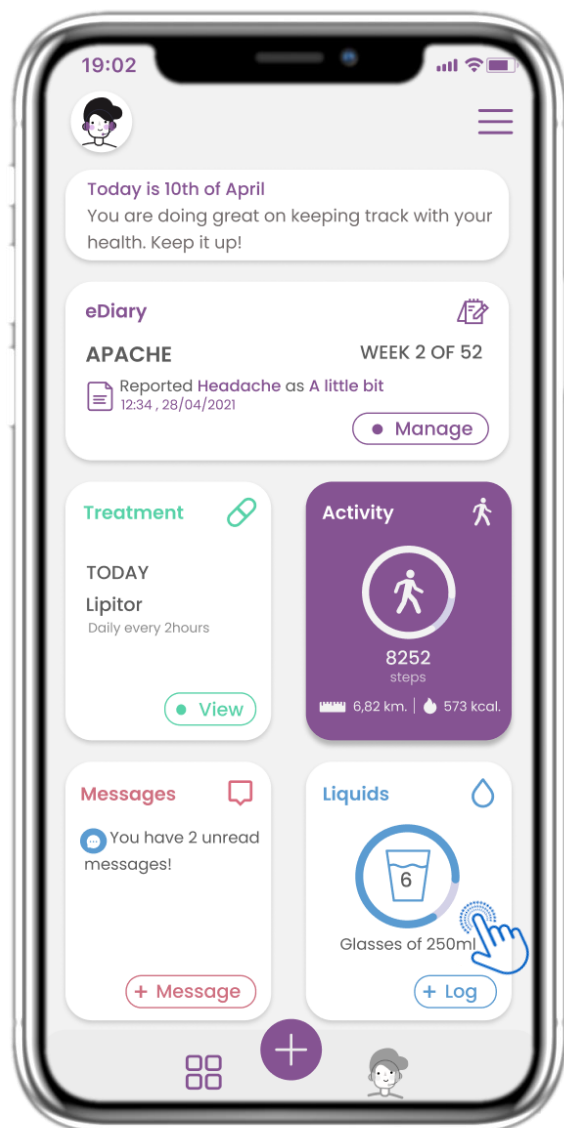 19:02
Today is 10th of April
You are doing great on keeping track with your
health. Keep it up!
eDiary
APACHE
WEEK 2 OF 52
Reported Headache as A little bit
12:34 , 28/04/2021
Manage
Treatment
TODAY
Lipitor
Daily every 2hours
View
Activity
8252
steps
6,82 km.
573 kcal.
Messages
You have 2 unread
messages!
+ Message
Liquids
6
Glasses of 250ml
+ Log